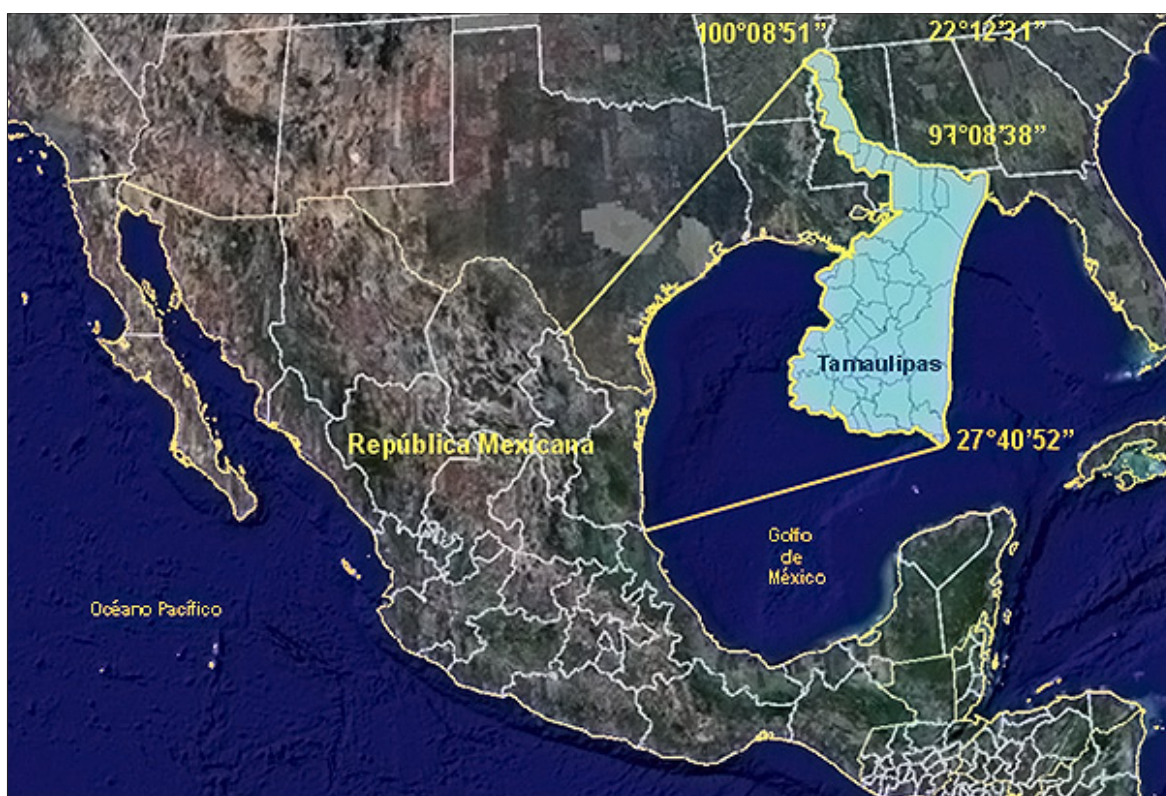 100°08'51”
22°12'31”
97°08'38”
Tamaulipas
República Mexicana
27°40'52”
Golfo
de
México
Océano Pacífico